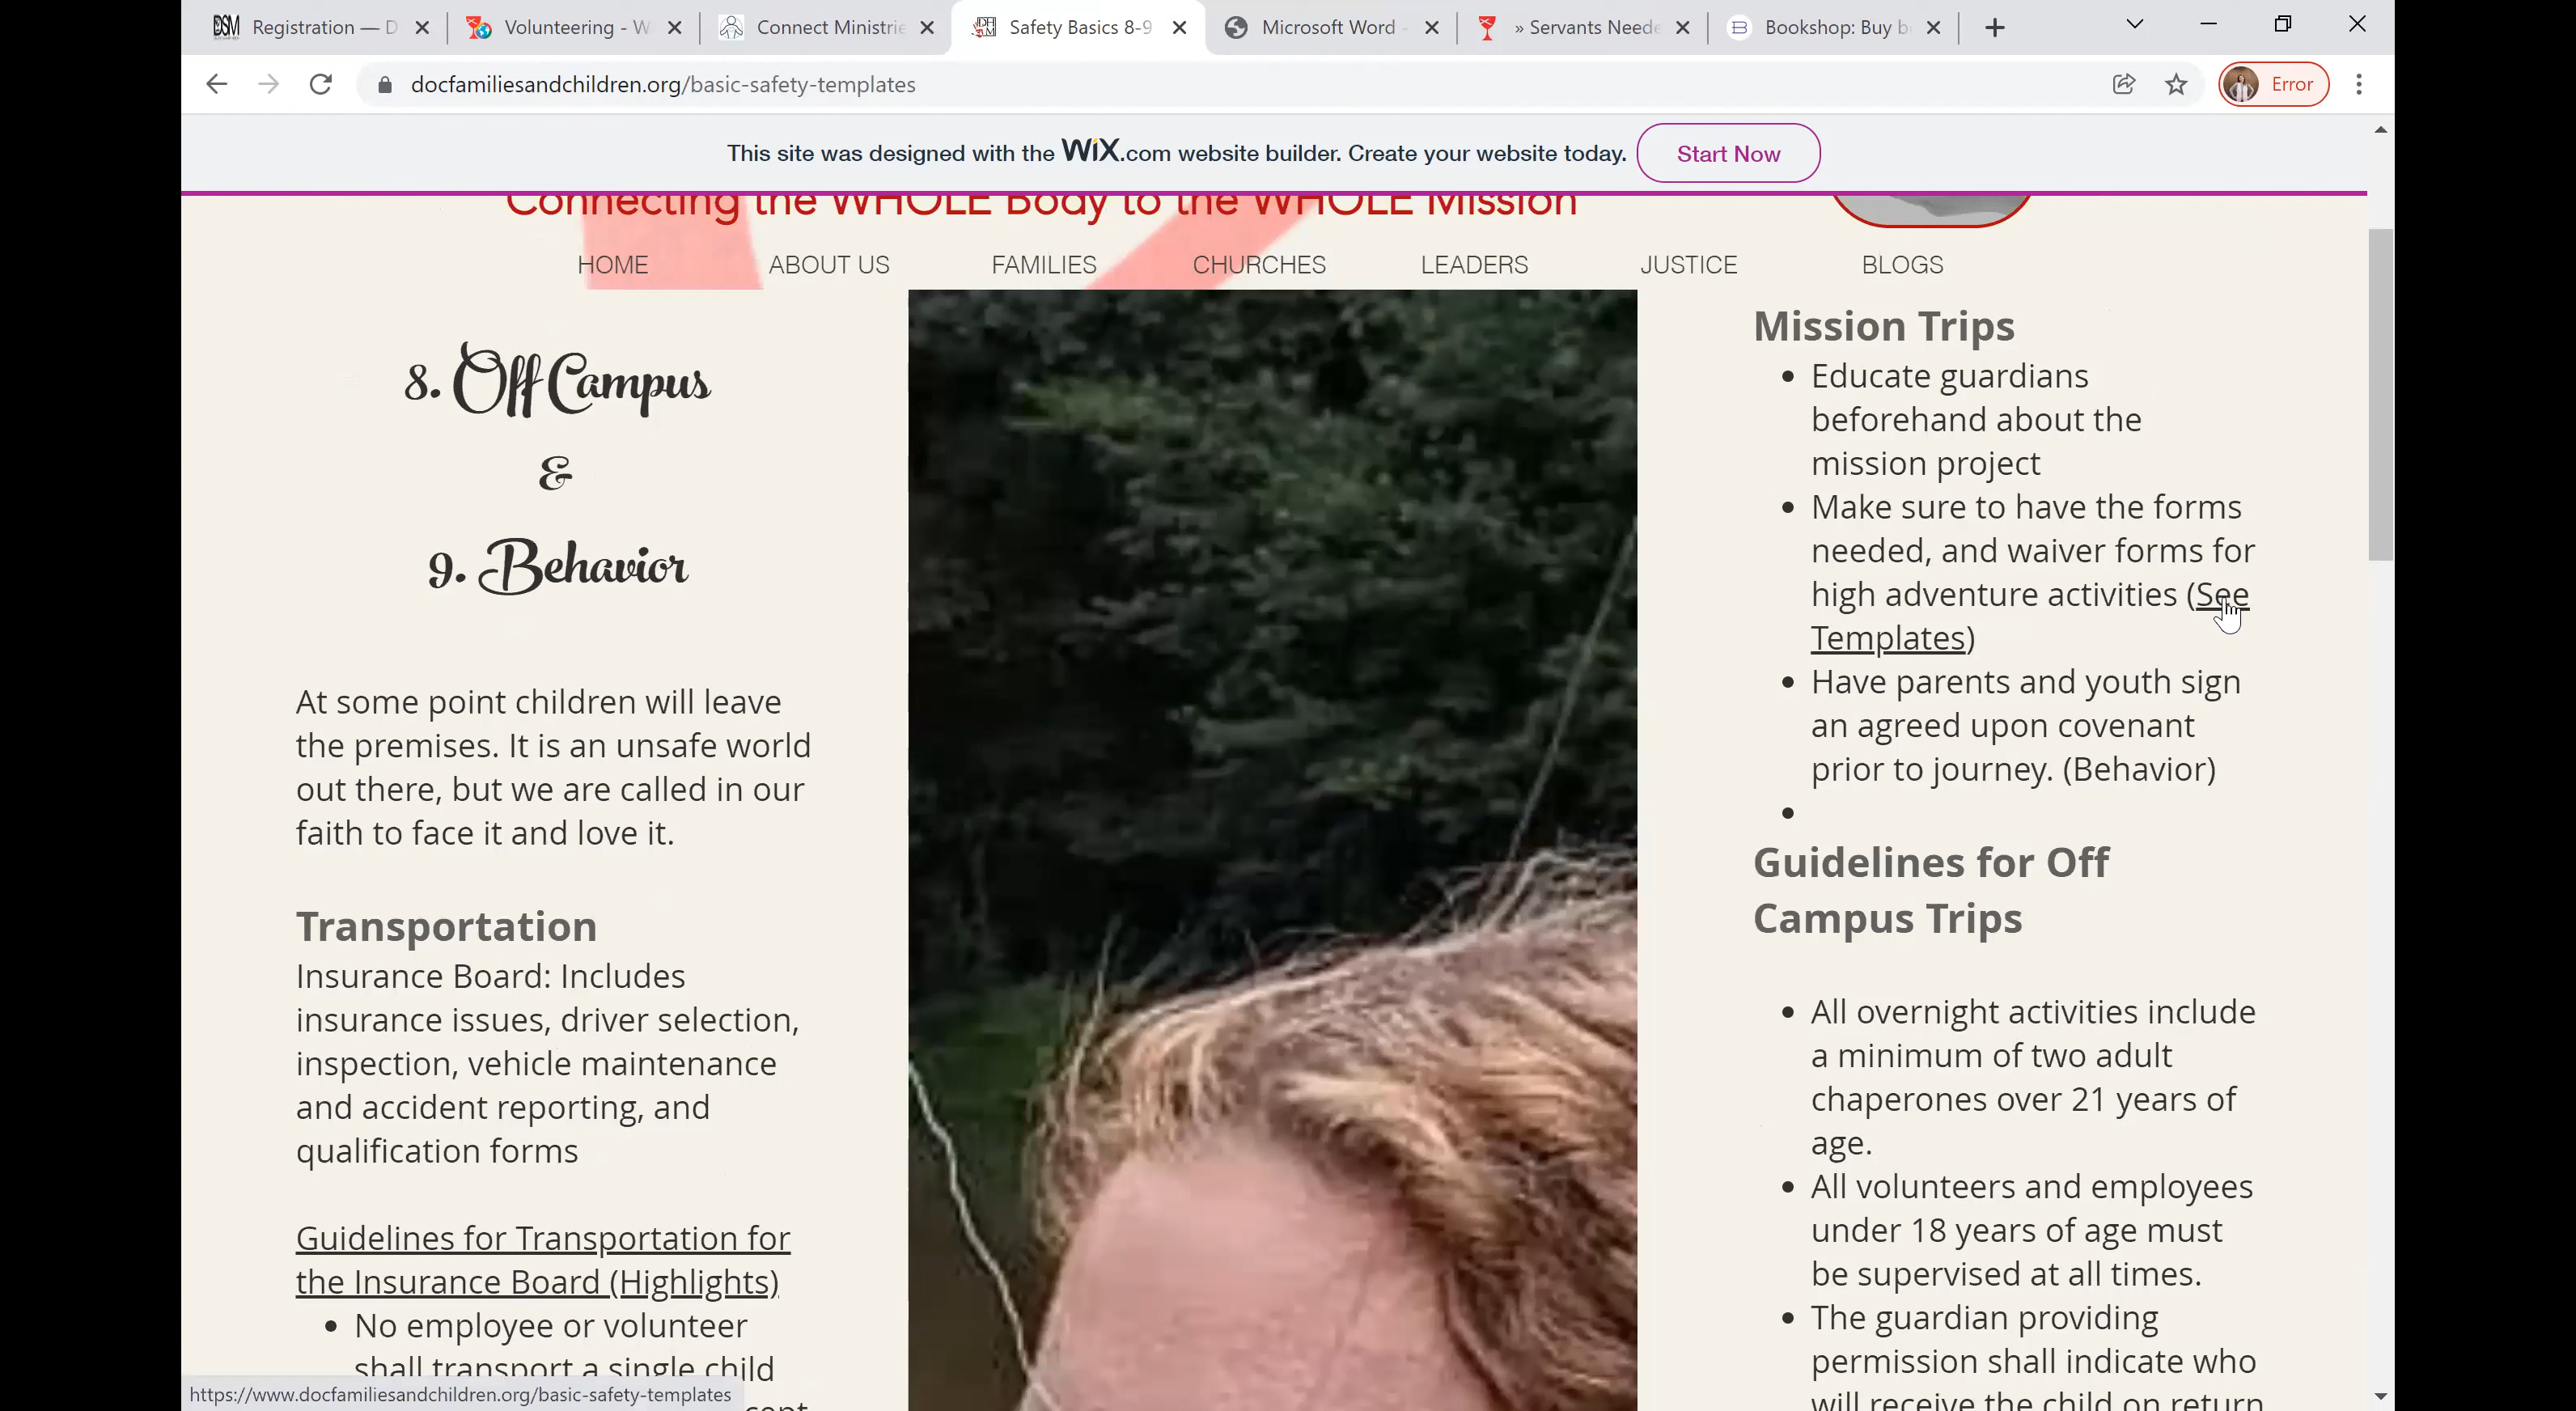 DSM Registration — D
Volunteering - W
Connect Ministrie
Safety Basics 8-9
Microsoft Word -
» Servants Neede
Bookshop: Buy b
docfamiliesandchildren.org/basic-safety-templates
Error
This site was designed with the WiX.com website builder. Create your website today. Start Now
Connecting the WHOLE Body to the WHOLE Mission
HOME ABOUT US FAMILIES CHURCHES LEADERS JUSTICE BLOGS
8. Off Campus
&
9. Behavior
At some point children will leave
the premises. It is an unsafe world
out there, but we are called in our
faith to face it and love it.
Transportation
Insurance Board: Includes
insurance issues, driver selection,
inspection, vehicle maintenance
and accident reporting, and
qualification forms
Guidelines for Transportation for
the Insurance Board (Highlights)
• No employee or volunteer
shall transport a single child
Mission Trips
• Educate guardians
beforehand about the
mission project
• Make sure to have the forms
needed, and waiver forms for
high adventure activities (See
Templates)
• Have parents and youth sign
an agreed upon covenant
prior to journey. (Behavior)
•
Guidelines for Off
Campus Trips
• All overnight activities include
a minimum of two adult
chaperones over 21 years of
age.
• All volunteers and employees
under 18 years of age must
be supervised at all times.
• The guardian providing
permission shall indicate who
will receive the child on return
https://www.docfamiliesandchildren.org/basic-safety-templates